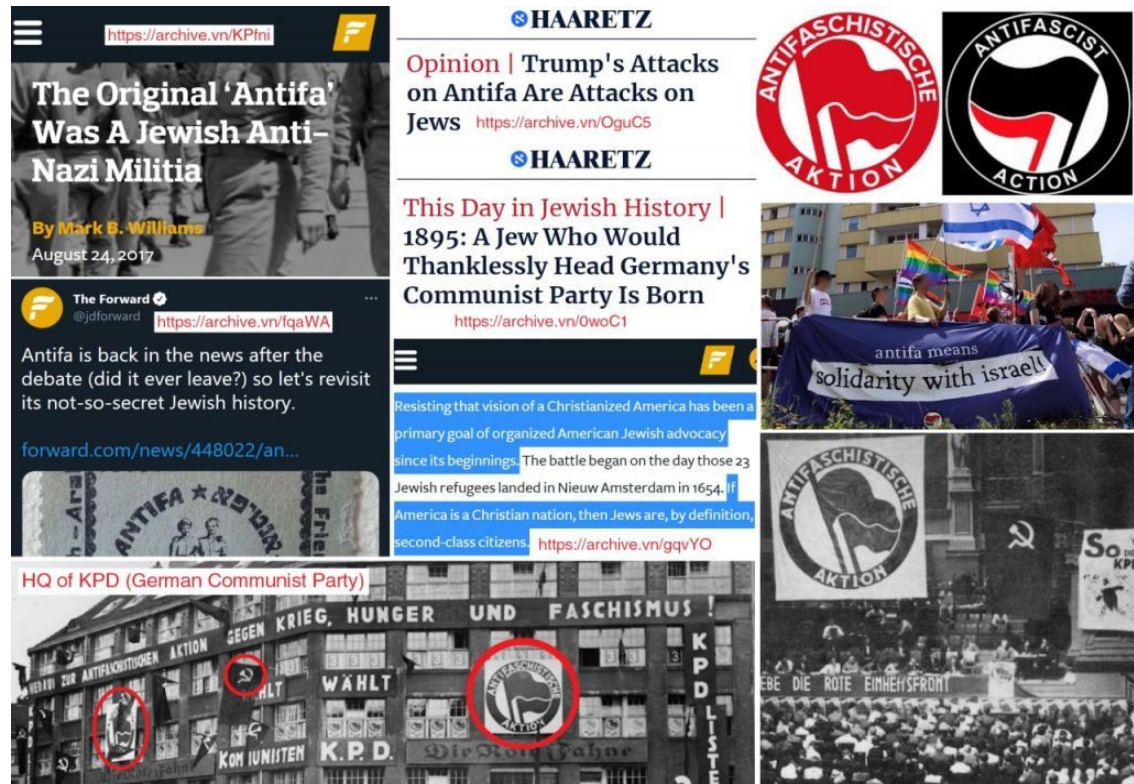 https://archive.vn/KPfni
The Original 'Antifa'
Was A Jewish Anti-
Nazi Militia
By Mark B. Williams
August 24, 2017
The Forward
@jdforward
https://archive.vn/fqaWA
Antifa is back in the news after the
debate (did it ever leave?) so let's revisit
its not-so-secret Jewish history.
forward.com/news/448022/an...
ANTIFA ★ אנטיפא
HAARETZ
Opinion | Trump's Attacks
on Antifa Are Attacks on
Jews https://archive.vn/OguC5
HAARETZ
This Day in Jewish History |
1895: A Jew Who Would
Thanklessly Head Germany's
Communist Party Is Born
https://archive.vn/0woC1
Resisting that vision of a Christianized America has been a
primary goal of organized American Jewish advocacy
since its beginnings. The battle began on the day those 23
Jewish refugees landed in Nieuw Amsterdam in 1654. If
America is a Christian nation, then Jews are, by definition,
second-class citizens. https://archive.vn/gqvYO
ANTIFASCHISTISCHE
AKTION
ANTIFASCIST
ACTION
antifa means
solidarity with israel!
ANTIFASCHISTISCHE
AKTION
So
KPD
EBE DIE ROTE EINHEITSFRONT
HQ of KPD (German Communist Party)
HERAUS ZUR ANTIFASCHISTISCHEN AKTION GEGEN KRIEG, HUNGER UND FASCHISMUS !
WÄHLT
KOMMUNISTEN
WÄHLT
K.P.D.
ANTIFASCHISTISCHE
AKTION
Die Rote Fahne
KPD LISTE
3